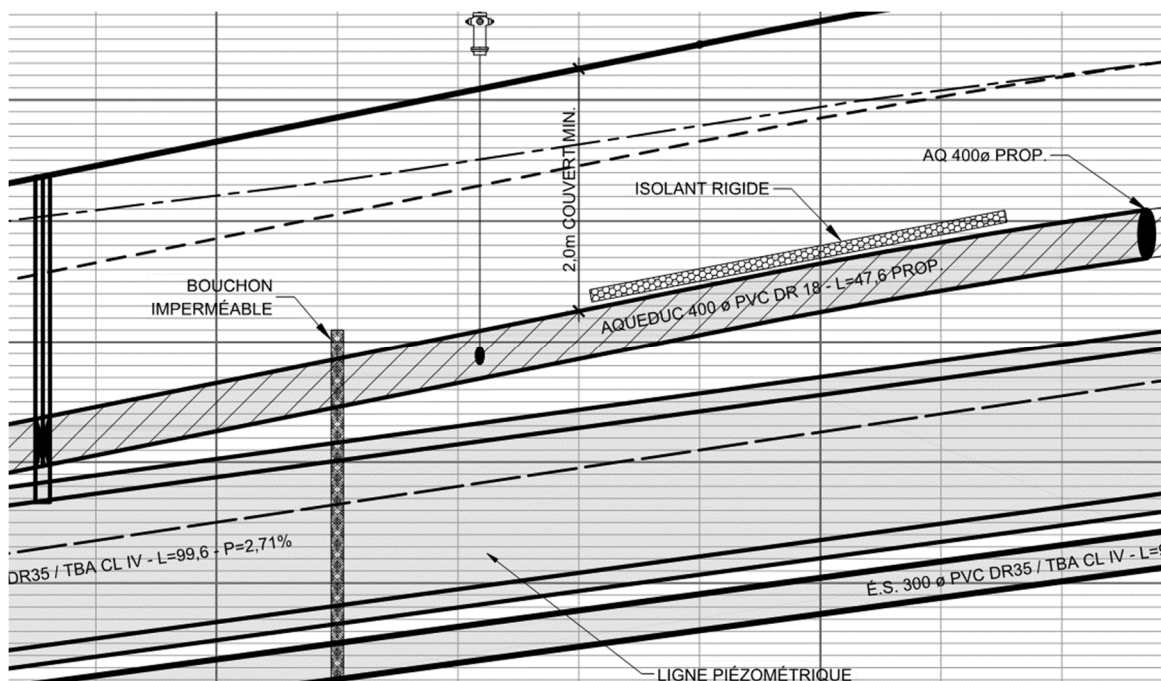 2,0m COUVERT MIN.
AQ 400ø PROP.
ISOLANT RIGIDE
BOUCHON
IMPERMÉABLE
AQUEDUC 400 ø PVC DR 18 - L=47,6 PROP.
DR35 / TBA CL IV - L=99,6 - P=2,71%
É.S. 300 ø PVC DR35 / TBA CL IV - L=9
LIGNE PIÉZOMÉTRIQUE